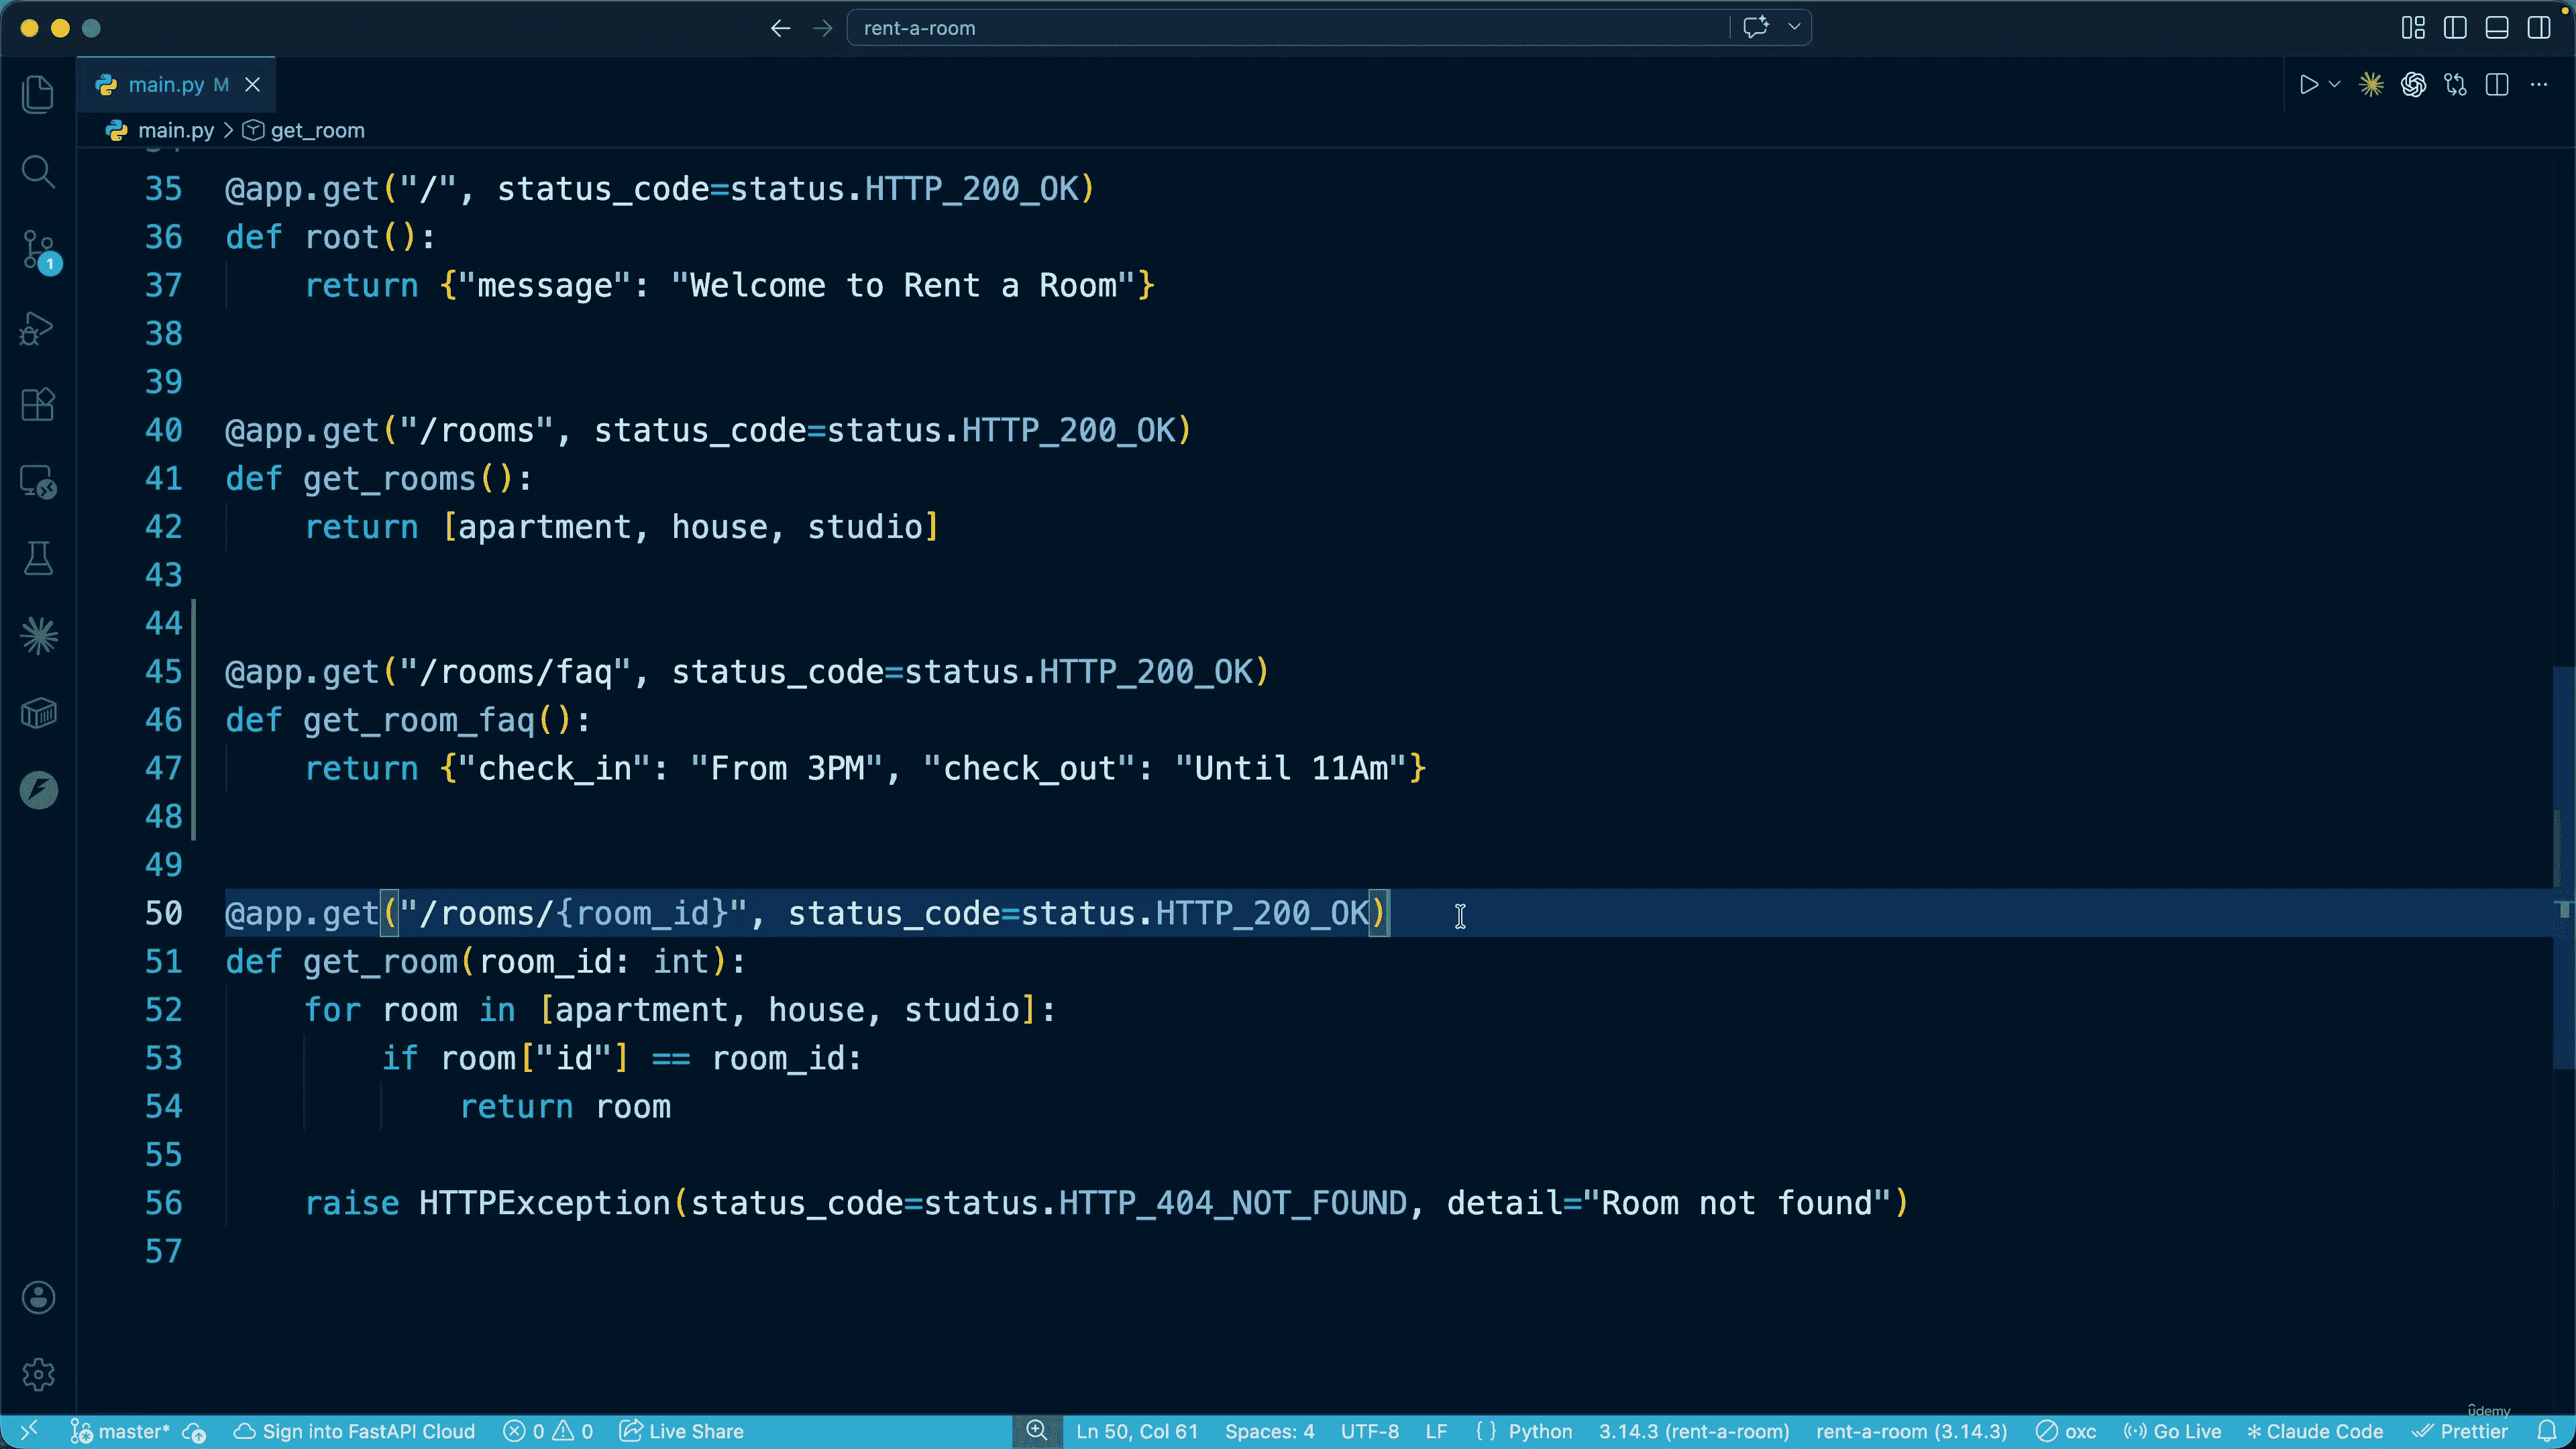 rent-a-room
main.py M
main.py > get_room
35 @app.get("/", status_code=status.HTTP_200_OK)
36 def root():
37     return {"message": "Welcome to Rent a Room"}
38
39
40 @app.get("/rooms", status_code=status.HTTP_200_OK)
41 def get_rooms():
42     return [apartment, house, studio]
43
44
45 @app.get("/rooms/faq", status_code=status.HTTP_200_OK)
46 def get_room_faq():
47     return {"check_in": "From 3PM", "check_out": "Until 11Am"}
48
49
50 @app.get("/rooms/{room_id}", status_code=status.HTTP_200_OK)
51 def get_room(room_id: int):
52     for room in [apartment, house, studio]:
53         if room["id"] == room_id:
54             return room
55
56     raise HTTPException(status_code=status.HTTP_404_NOT_FOUND, detail="Room not found")
57
1
udemy
master* Sign into FastAPI Cloud 0 0 Live Share Ln 50, Col 61 Spaces: 4 UTF-8 LF {} Python 3.14.3 (rent-a-room) rent-a-room (3.14.3) oxc Go Live Claude Code Prettier